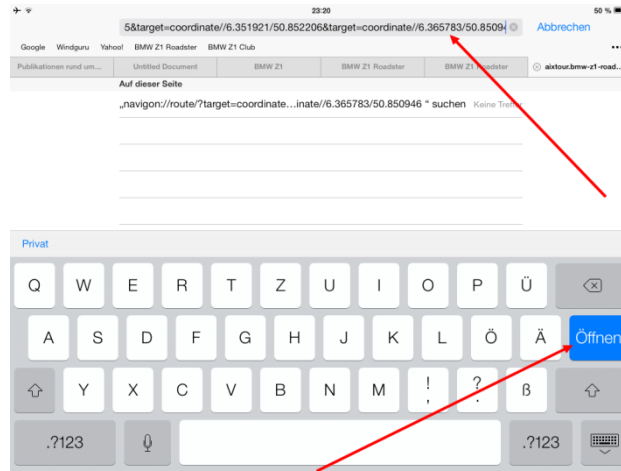 23:20
50 %
5&target=coordinate//6.351921/50.852206&target=coordinate//6.365783/50.8509
Abbrechen
Google Winduru Yahoo! BMW Z1 Roadster BMW Z1 Club
Publikationen rund um... Untitled Document BMW Z1 BMW Z1 Roadster BMW Z1 Roadster aixtour.bmw-z1-road...
Auf dieser Seite
„navigon://route/?target=coordinate…inate//6.365783/50.850946 “ suchen Keine Treffer
Privat
Q W E R T Z U I O P Ü
A S D F G H J K L Ö Ä Öffnen
Y X C V B N M ! , ? . ß
.?123 .?123